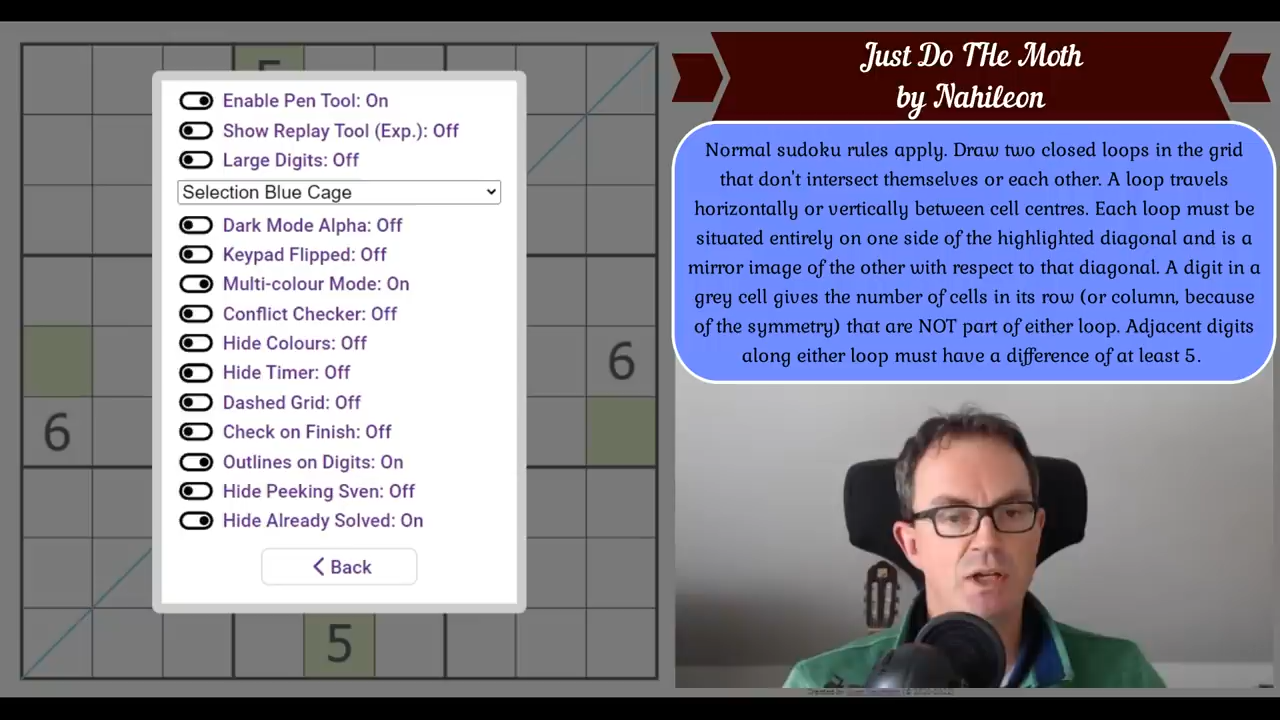 Just Do THe Moth
by Nahileon
Normal sudoku rules apply. Draw two closed loops in the grid
that don't intersect themselves or each other. A loop travels
horizontally or vertically between cell centres. Each loop must be
situated entirely on one side of the highlighted diagonal and is a
mirror image of the other with respect to that diagonal. A digit in a
grey cell gives the number of cells in its row (or column, because
of the symmetry) that are NOT part of either loop. Adjacent digits
along either loop must have a difference of at least 5.
Enable Pen Tool: On
Show Replay Tool (Exp.): Off
Large Digits: Off
Selection Blue Cage
Dark Mode Alpha: Off
Keypad Flipped: Off
Multi-colour Mode: On
Conflict Checker: Off
Hide Colours: Off
Hide Timer: Off
Dashed Grid: Off
Check on Finish: Off
Outlines on Digits: On
Hide Peeking Sven: Off
Hide Already Solved: On
Back
5
6
6
5